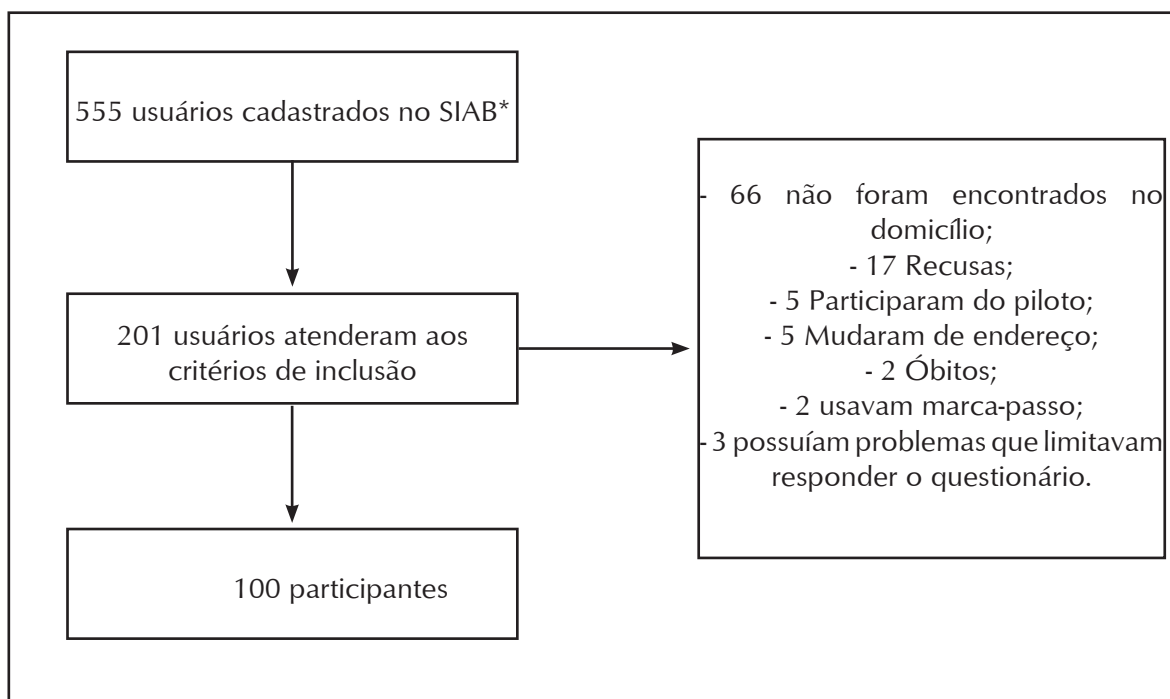 555 usuários cadastrados no SIAB*
201 usuários atenderam aos
critérios de inclusão
- 66 não foram encontrados no
domicílio;
- 17 Recusas;
- 5 Participaram do piloto;
- 5 Mudaram de endereço;
- 2 Óbitos;
- 2 usavam marca-passo;
- 3 possuíam problemas que limitavam
responder o questionário.
100 participantes